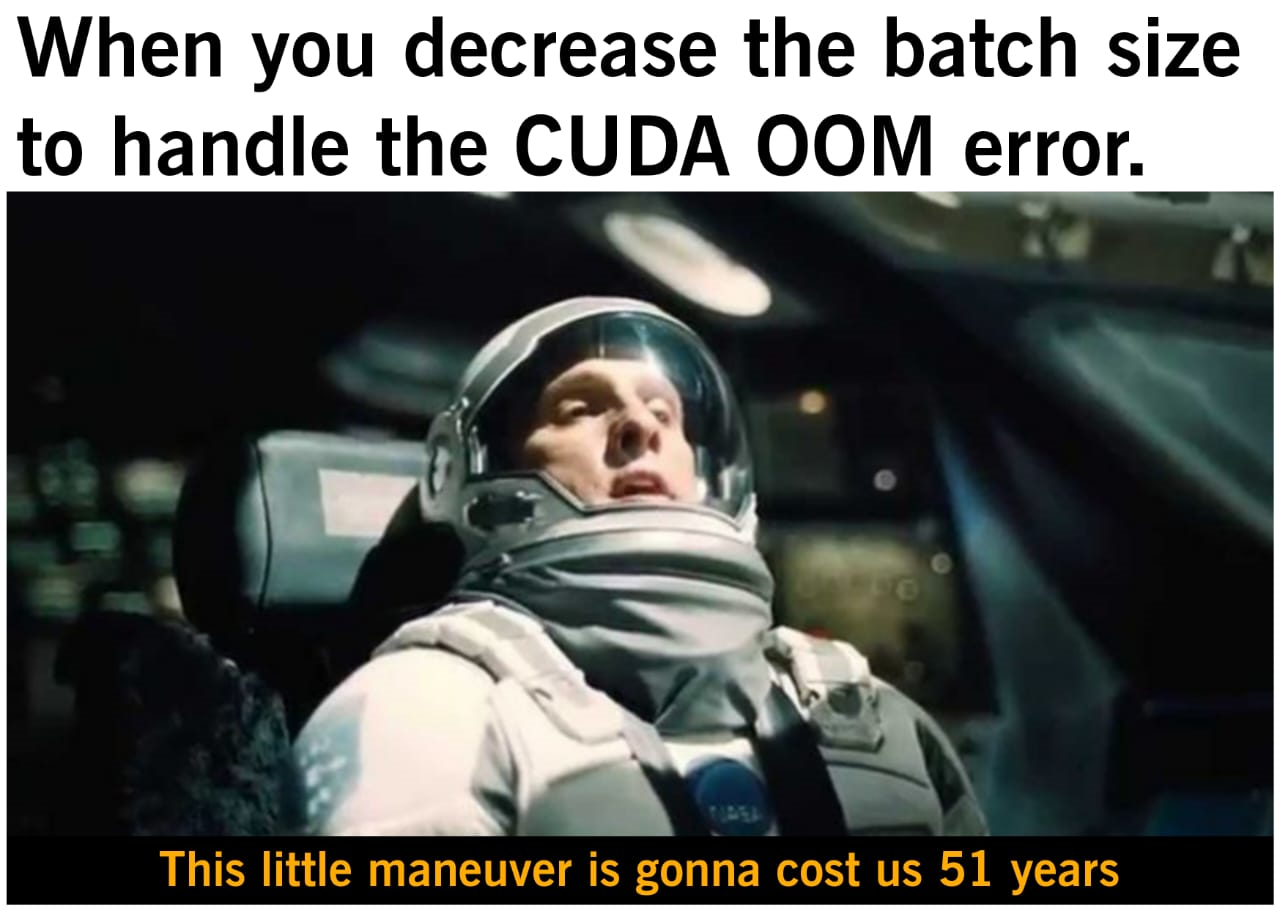 When you decrease the batch size
to handle the CUDA OOM error.
NASA
This little maneuver is gonna cost us 51 years